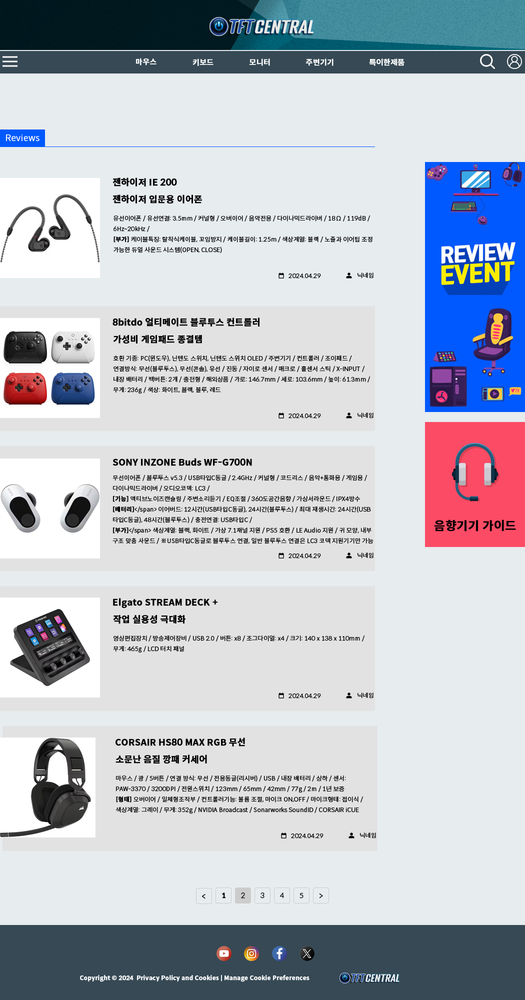 TFTCENTRAL
마우스
키보드
모니터
주변기기
특이한제품
Reviews
젠하이저 IE 200
젠하이저 입문용 이어폰
유선이어폰 / 유선연결: 3.5mm / 커널형 / 오버이어 / 음악전용 / 다이나믹드라이버 / 18Ω / 119dB /
6Hz~20kHz /
[부가] 케이블특징: 탈착식케이블, 꼬임방지 / 케이블길이: 1.25m / 색상계열: 블랙 / 노즐과 이어팁 조정
가능한 듀얼 사운드 시스템(OPEN, CLOSE)
2024.04.29
닉네임
8bitdo 얼티메이트 블루투스 컨트롤러
가성비 게임패드 종결템
호환 기종: PC(윈도우), 닌텐도 스위치, 닌텐도 스위치 OLED / 주변기기 / 컨트롤러 / 조이패드 /
연결방식: 무선(블루투스), 무선(콘솔), 유선 / 진동 / 자이로 센서 / 매크로 / 홀센서 스틱 / X-INPUT /
내장 배터리 / 백버튼: 2개 / 충전형 / 해외상품 / 가로: 146.7mm / 세로: 103.6mm / 높이: 61.3mm /
무게: 236g / 색상: 화이트, 블랙, 블루, 레드
2024.04.29
닉네임
SONY INZONE Buds WF-G700N
무선이어폰 / 블루투스 v5.3 / USB타입C동글 / 2.4GHz / 커널형 / 코드리스 / 음악+통화용 / 게임용 /
다이나믹드라이버 / 오디오코덱: LC3 /
[기능] 액티브노이즈캔슬링 / 주변소리듣기 / EQ조절 / 360도공간음향 / 가상서라운드 / IPX4방수
[배터리]</span> 이어버드: 12시간(USB타입C동글), 24시간(블루투스) / 최대 재생시간: 24시간(USB
타입C동글), 48시간(블루투스) / 충전연결: USB타입C /
[부가]</span> 색상계열: 블랙, 화이트 / 가상 7.1채널 지원 / PS5 호환 / LE Audio 지원 / 귀 모양, 내부
구조 맞춤 사운드 / ※USB타입C동글로 블루투스 연결, 일반 블루투스 연결은 LC3 코덱 지원기기만 가능
2024.04.29
닉네임
Elgato STREAM DECK +
작업 실용성 극대화
영상편집장치 / 방송제어장비 / USB 2.0 / 버튼: x8 / 조그다이얼: x4 / 크기: 140 x 138 x 110mm /
무게: 465g / LCD 터치 패널
2024.04.29
닉네임
CORSAIR HS80 MAX RGB 무선
소문난 음질 깡패 커세어
마우스 / 광 / 5버튼 / 연결 방식: 무선 / 전용동글(리시버) / USB / 내장 배터리 / 상하 / 센서:
PAW-3370 / 3200DPI / 전원스위치 / 123mm / 65mm / 42mm / 77g / 2m / 1년 보증
[형태] 오버이어 / 일체형조작부 / 컨트롤러기능: 볼륨 조절, 마이크 ON,OFF / 마이크형태: 접이식 /
색상계열: 그레이 / 무게: 352g / NVIDIA Broadcast / Sonarworks SoundID / CORSAIR iCUE
2024.04.29
닉네임
REVIEW
EVENT
음향기기 가이드
< 1 2 3 4 5 >
Copyright © 2024 Privacy Policy and Cookies | Manage Cookie Preferences
TFTCENTRAL